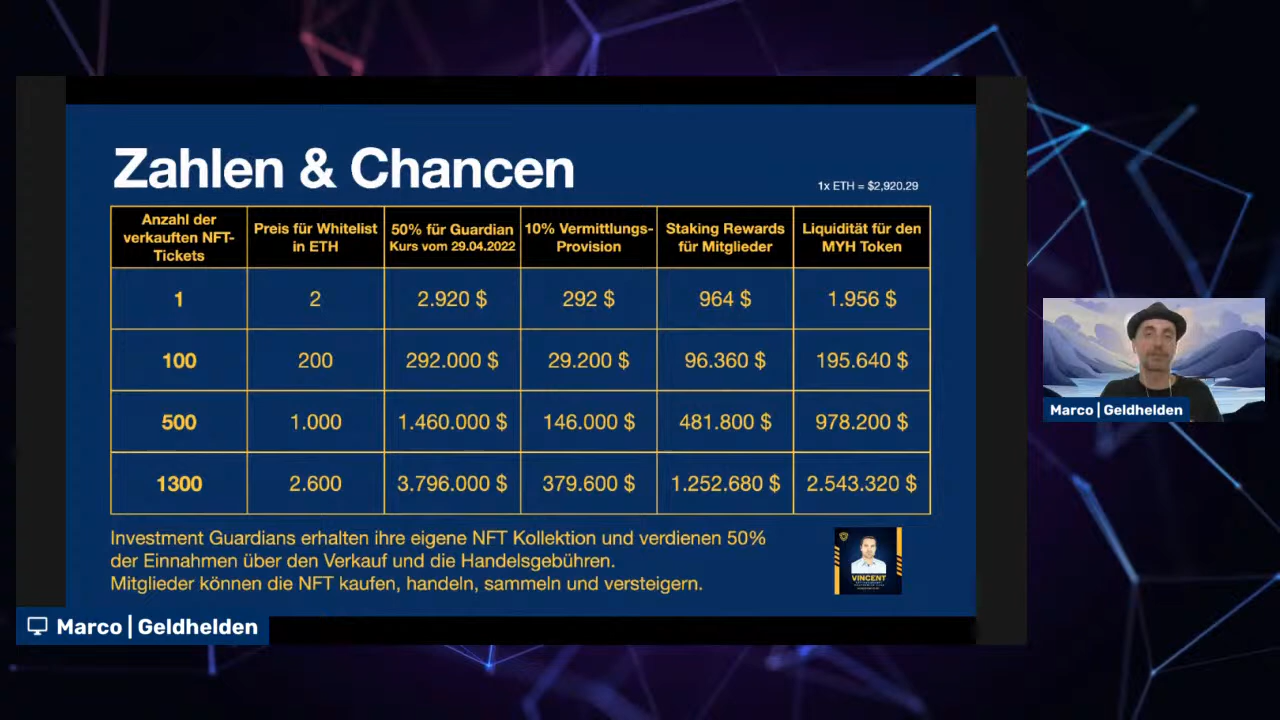 Zahlen & Chancen
1x ETH = $2,920.29
Anzahl der verkauften NFT-Tickets | Preis für Whitelist in ETH | 50% für Guardian Kurs vom 29.04.2022 | 10% Vermittlungs-Provision | Staking Rewards für Mitglieder | Liquidität für den MYH Token
1 | 2 | 2.920 $ | 292 $ | 964 $ | 1.956 $
100 | 200 | 292.000 $ | 29.200 $ | 96.360 $ | 195.640 $
500 | 1.000 | 1.460.000 $ | 146.000 $ | 481.800 $ | 978.200 $
1300 | 2.600 | 3.796.000 $ | 379.600 $ | 1.252.680 $ | 2.543.320 $
Investment Guardians erhalten ihre eigene NFT Kollektion und verdienen 50%
der Einnahmen über den Verkauf und die Handelsgebühren.
Mitglieder können die NFT kaufen, handeln, sammeln und versteigern.
VINCENT
Marco | Geldhelden
Marco | Geldhelden